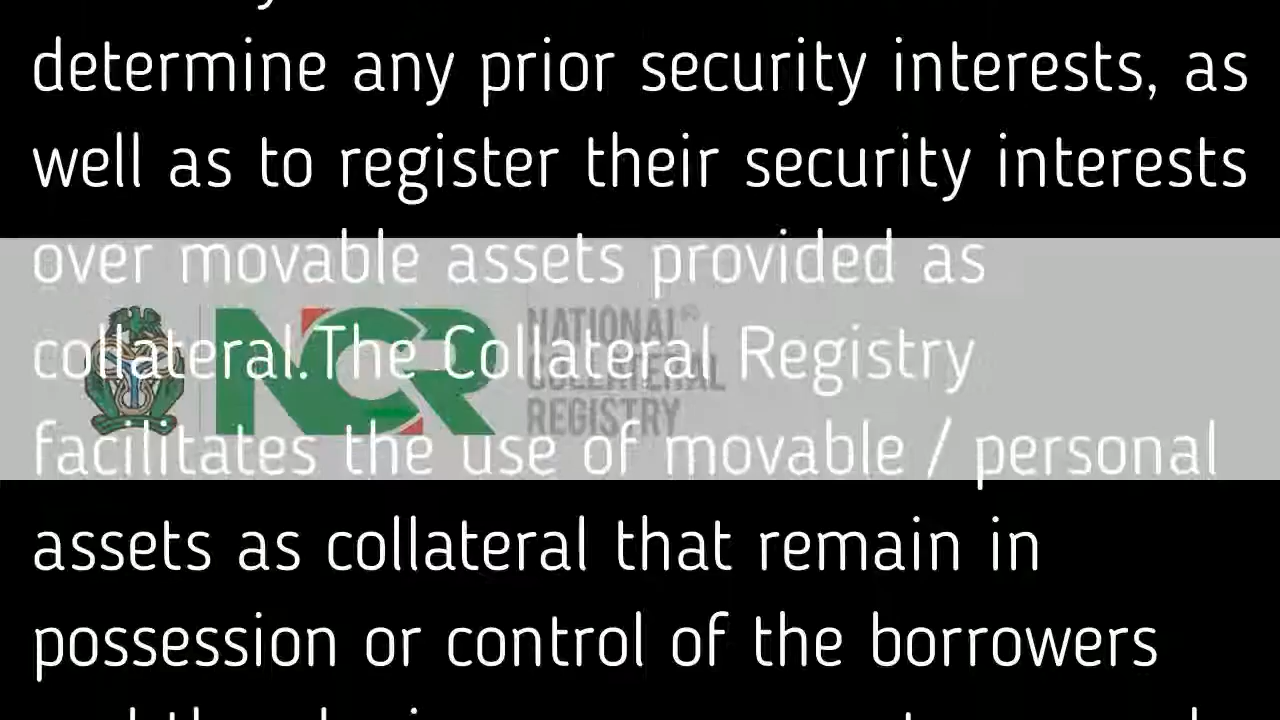 determine any prior security interests, as
well as to register their security interests
over movable assets provided as
collateral.The Collateral Registry
facilitates the use of movable / personal
assets as collateral that remain in
possession or control of the borrowers
NCR
NATIONAL
COLLATERAL
REGISTRY